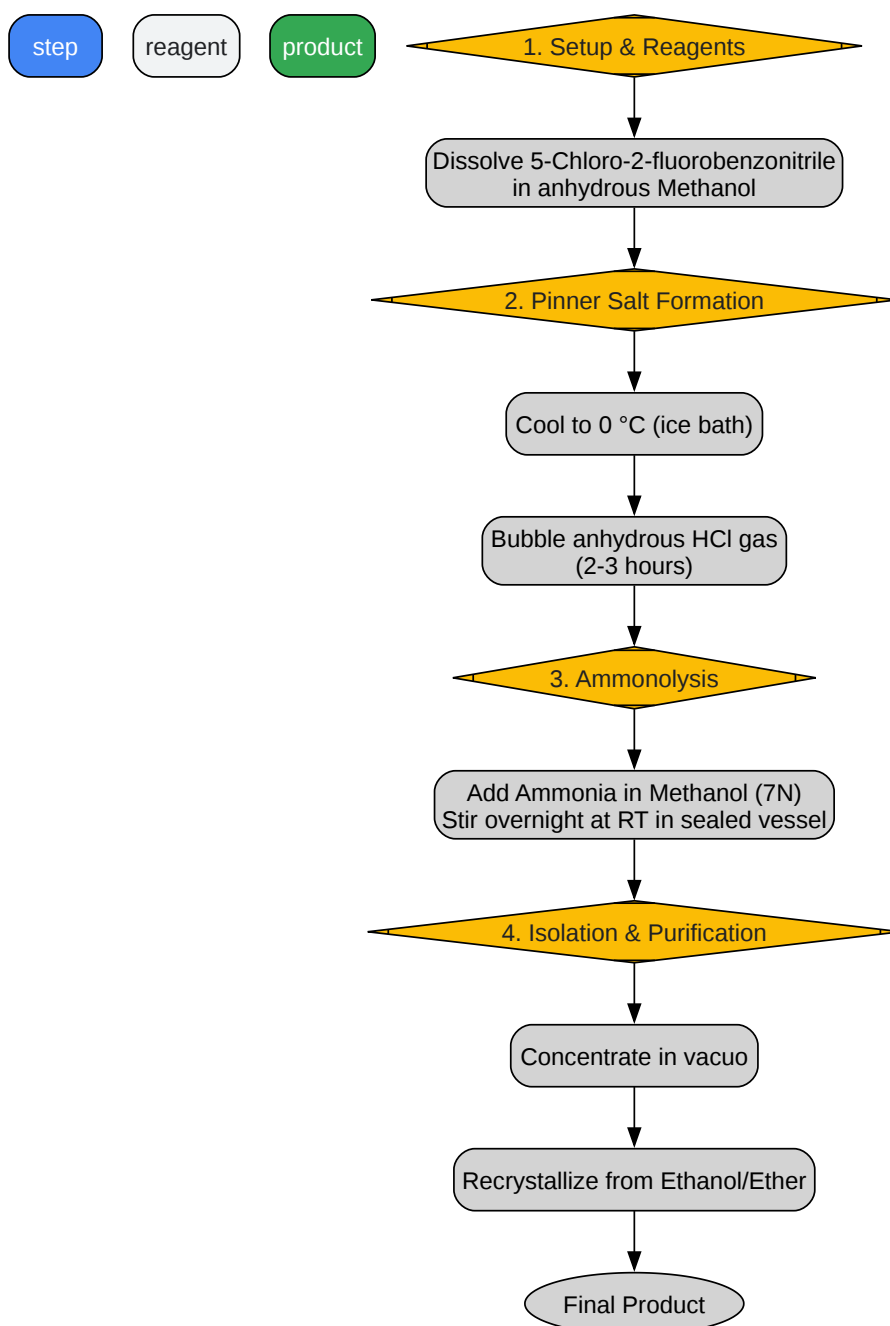 step
reagent
product
1. Setup & Reagents
Dissolve 5-Chloro-2-fluorobenzonitrile
in anhydrous Methanol
2. Pinner Salt Formation
Cool to 0 °C (ice bath)
Bubble anhydrous HCl gas
(2-3 hours)
3. Ammonolysis
Add Ammonia in Methanol (7N)
Stir overnight at RT in sealed vessel
4. Isolation & Purification
Concentrate in vacuo
Recrystallize from Ethanol/Ether
Final Product